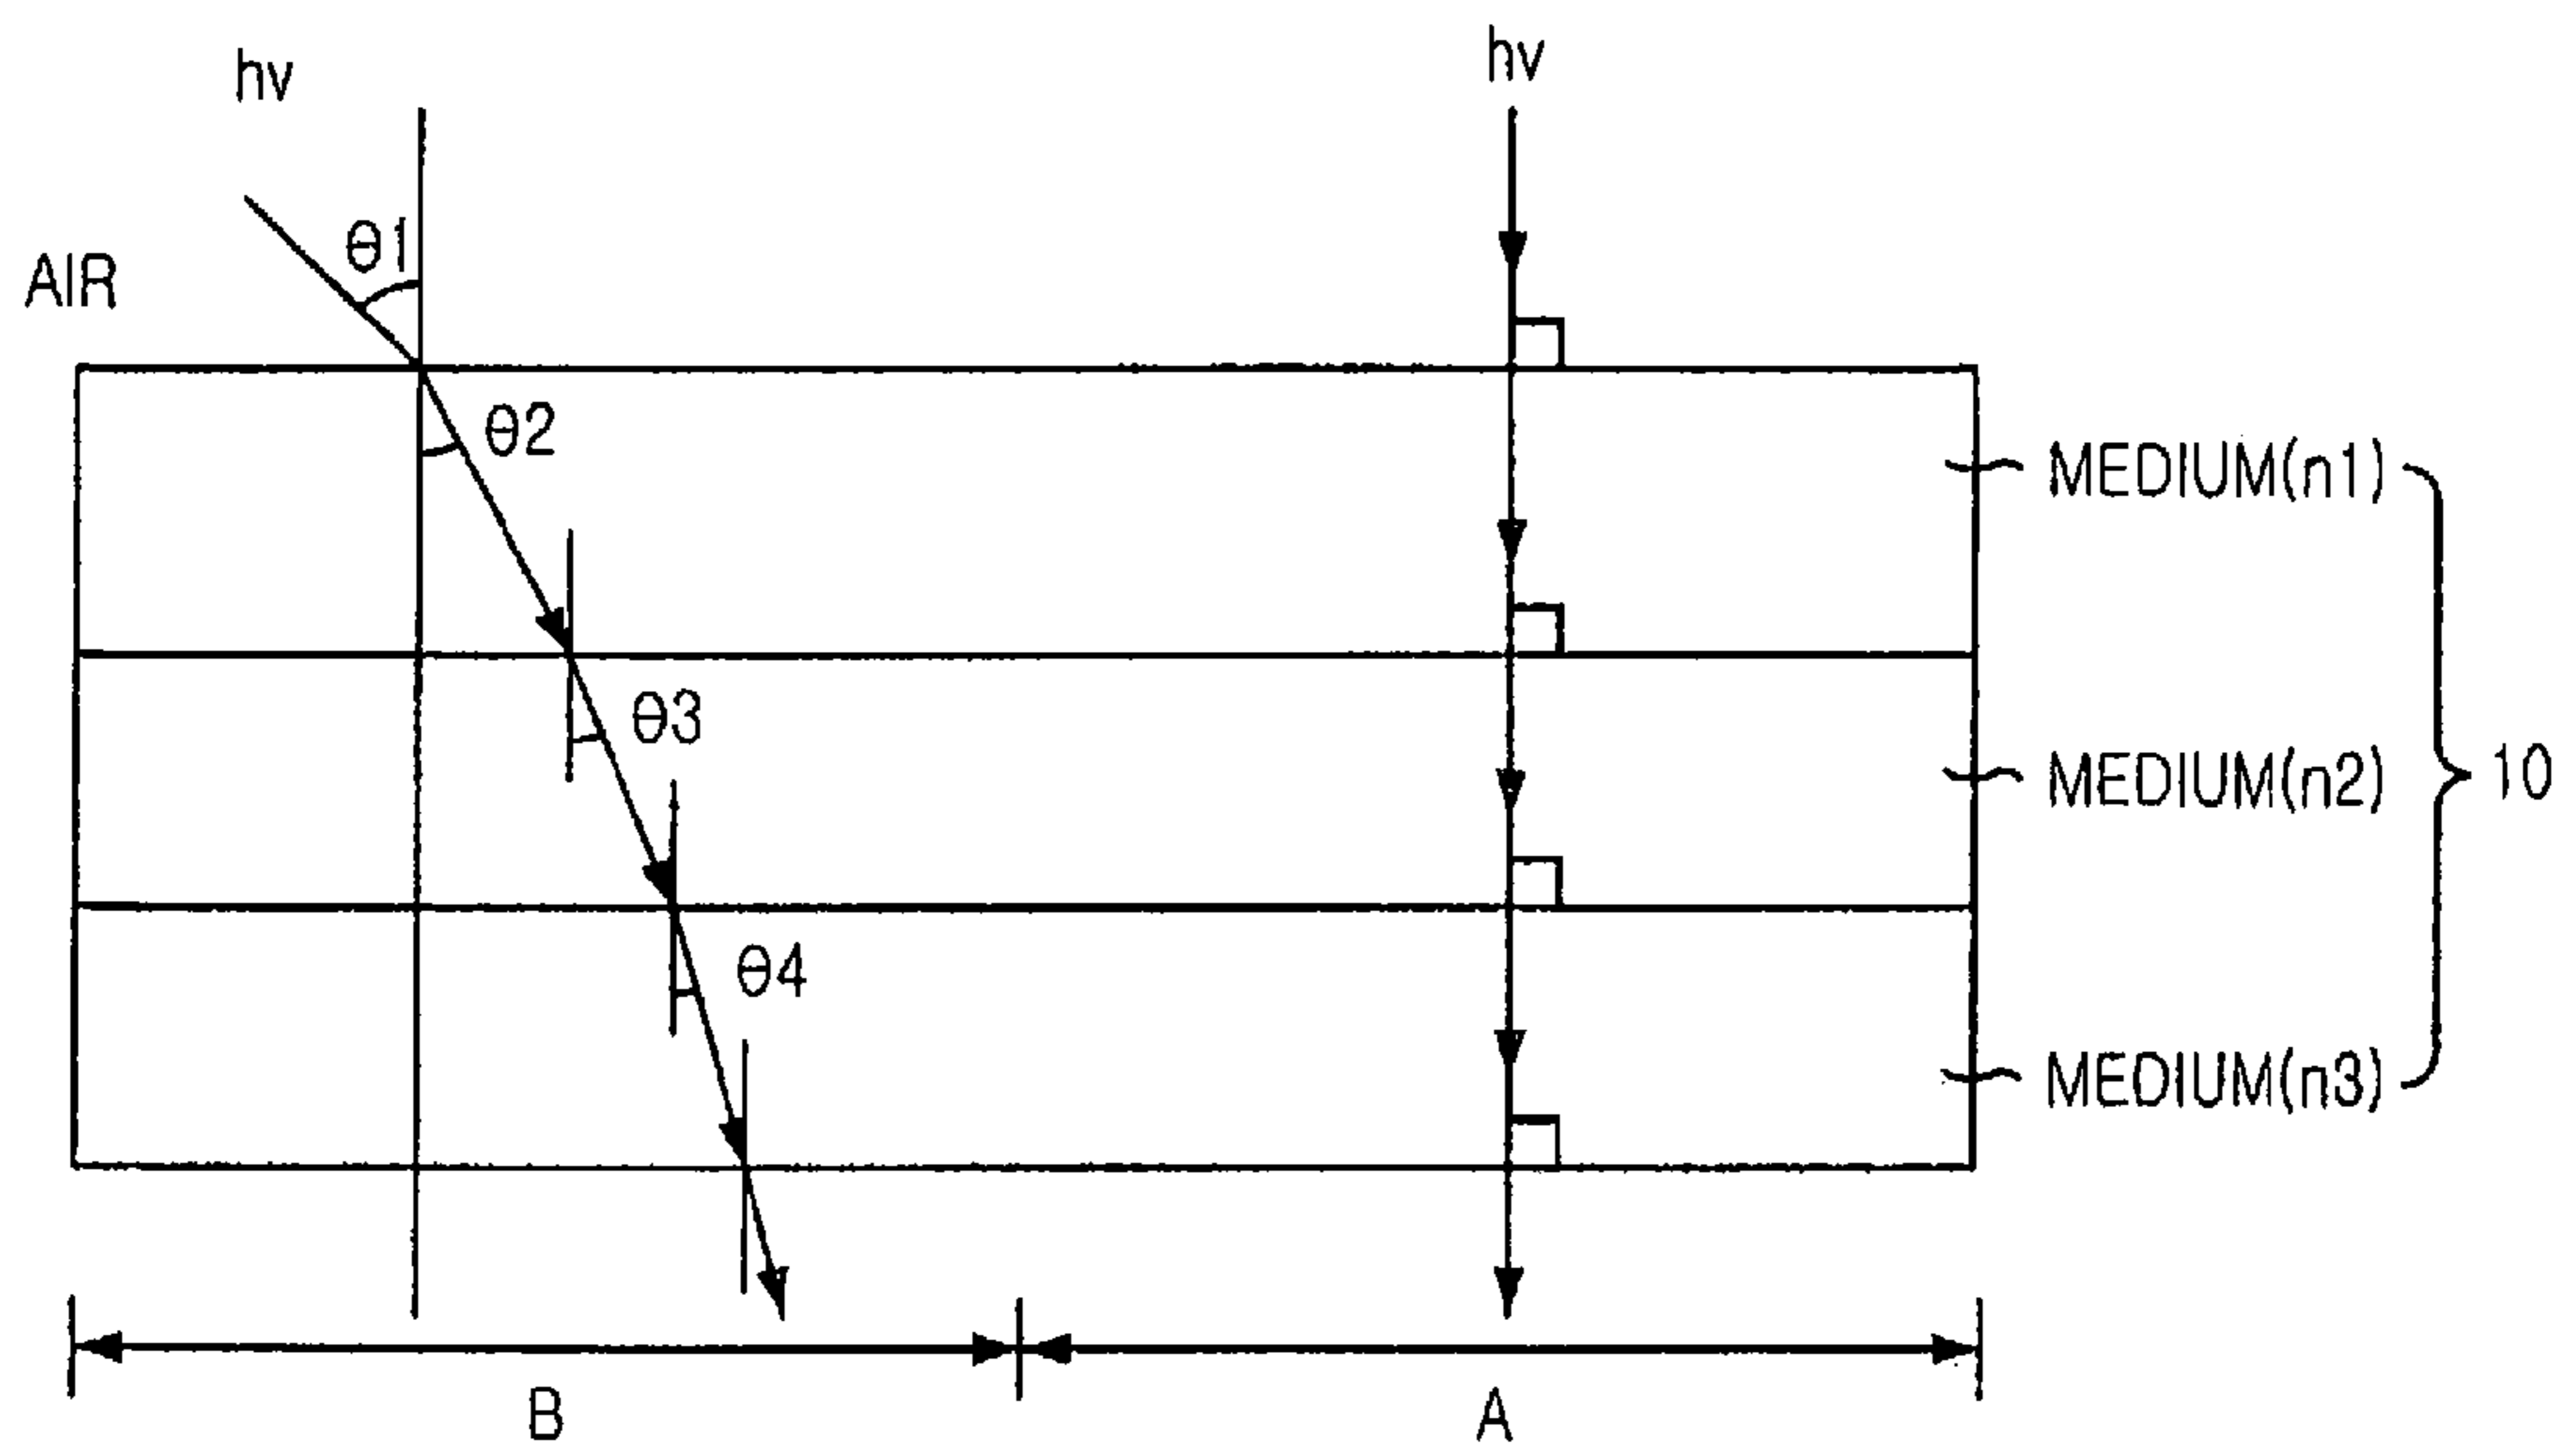 hv
hv
θ1
AIR
θ2
MEDIUM(n1)
θ3
MEDIUM(n2)
10
θ4
MEDIUM(n3)
B
A